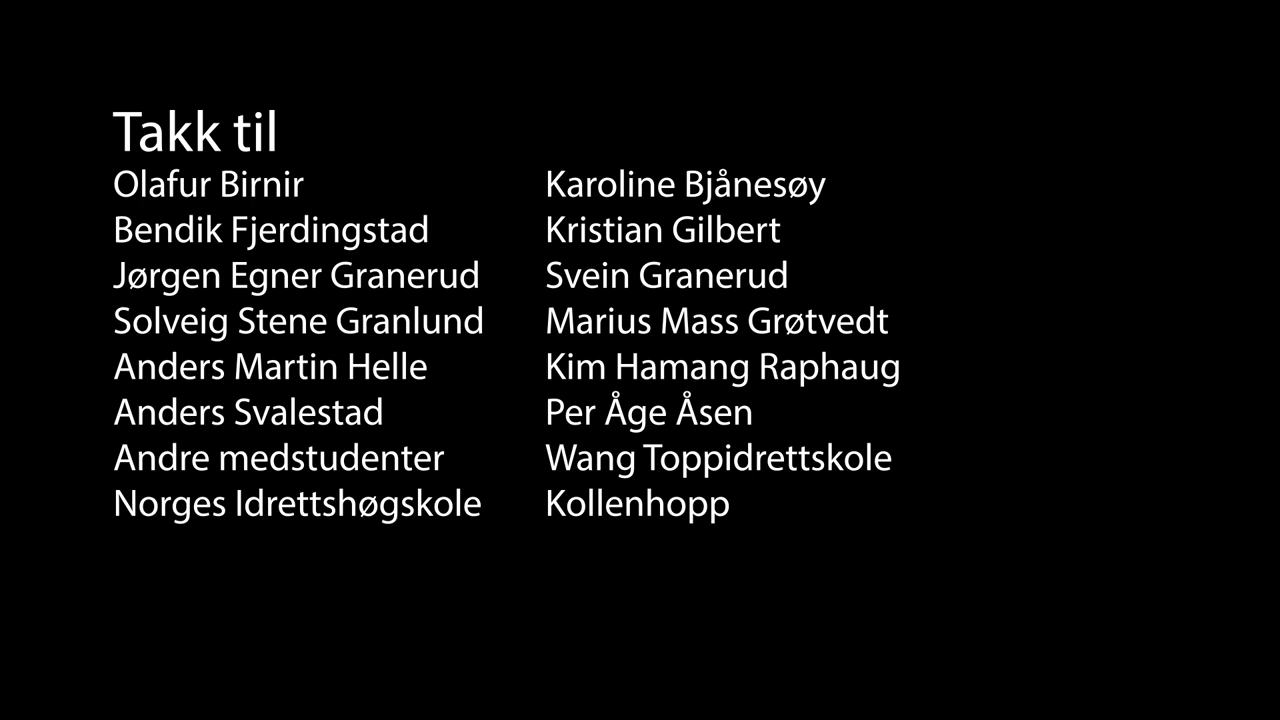 Takk til
Olafur Birnir
Bendik Fjerdingstad
Jørgen Egner Granerud
Solveig Stene Granlund
Anders Martin Helle
Anders Svalestad
Andre medstudenter
Norges Idrettshøgskole
Karoline Bjånesøy
Kristian Gilbert
Svein Granerud
Marius Mass Grøtvedt
Kim Hamang Raphaug
Per Åge Åsen
Wang Toppidrettskole
Kollenhopp